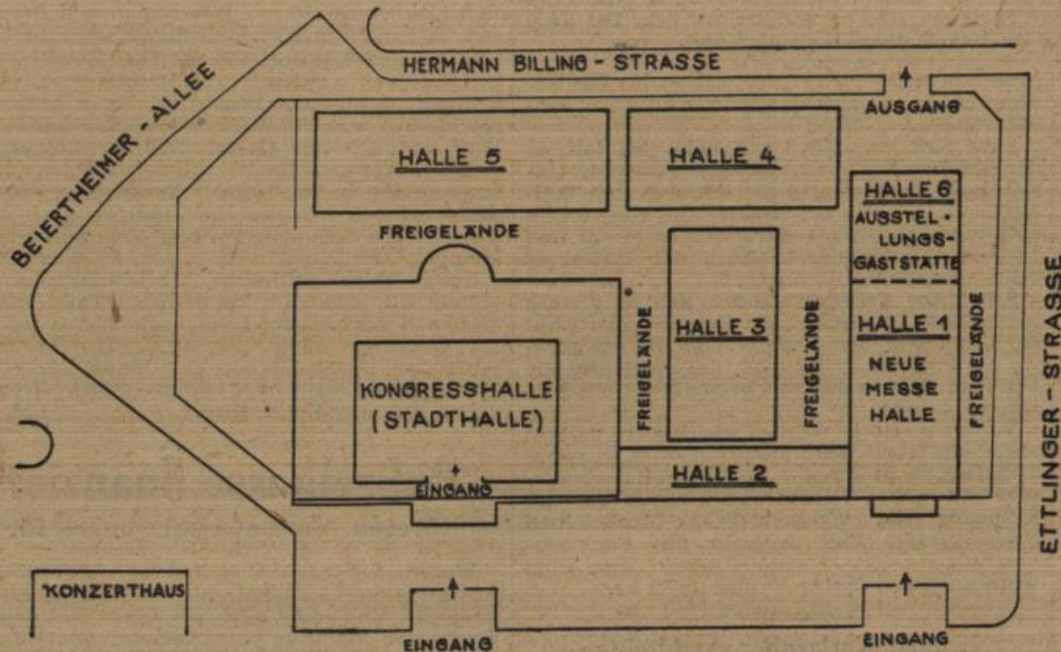 HERMANN BILLING - STRASSE
BEIERTHEIMER - ALLEE
AUSGANG
HALLE 5
HALLE 4
HALLE 6
AUSSTEL-
LUNGS-
GASTSTÄTTE
FREIGELÄNDE
HALLE 3
FREIGELÄNDE
FREIGELÄNDE
HALLE 1
NEUE
MESSE
HALLE
FREIGELÄNDE
ETTLINGER - STRASSE
KONGRESSHALLE
(STADTHALLE)
EINGANG
HALLE 2
KONZERTHAUS
EINGANG
EINGANG